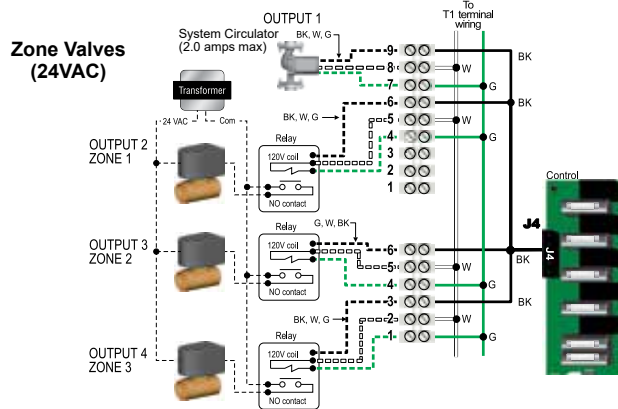 Zone Valves
(24VAC)
OUTPUT 1
System Circulator
(2.0 amps max)
BK, W, G
To
T1 terminal
wiring
9
8
7
6
5
4
3
2
1
BK
W
G
BK
W
G
Transformer
24 VAC
Com
BK, W, G
OUTPUT 2
ZONE 1
Relay
120V coil
NO contact
Control
J4
J4
BK
OUTPUT 3
ZONE 2
Relay
120V coil
NO contact
G, W, BK
6
5
4
3
2
1
W
G
BK
W
G
BK, W, G
OUTPUT 4
ZONE 3
Relay
120V coil
NO contact